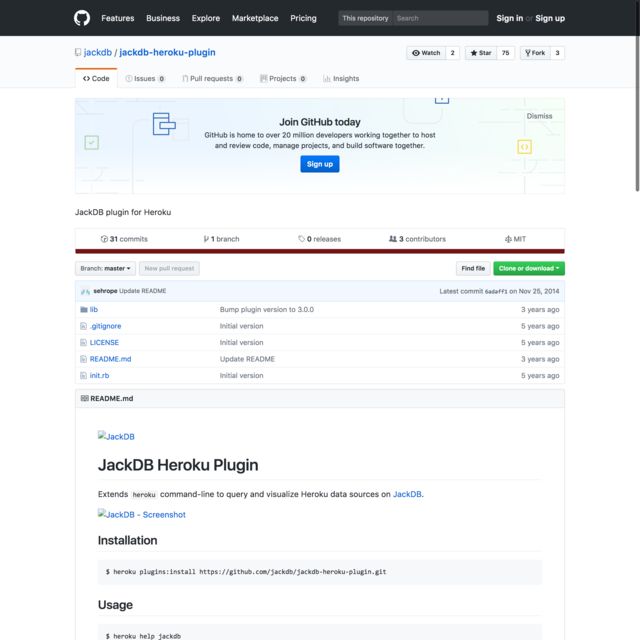 Features Business Explore Marketplace Pricing This repository Search Sign in or Sign up
jackdb / jackdb-heroku-plugin Watch 2 Star 75 Fork 3
Code Issues 0 Pull requests 0 Projects 0 Insights
Dismiss
Join GitHub today
GitHub is home to over 20 million developers working together to host
and review code, manage projects, and build software together.
Sign up
JackDB plugin for Heroku
31 commits 1 branch 0 releases 3 contributors MIT
Branch: master New pull request Find file Clone or download
sehrope Update README Latest commit 6adaff1 on Nov 25, 2014
lib Bump plugin version to 3.0.0 3 years ago
.gitignore Initial version 5 years ago
LICENSE Initial version 5 years ago
README.md Update README 3 years ago
init.rb Initial version 5 years ago
README.md
JackDB
JackDB Heroku Plugin
Extends heroku command-line to query and visualize Heroku data sources on JackDB.
JackDB - Screenshot
Installation
$ heroku plugins:install https://github.com/jackdb/jackdb-heroku-plugin.git
Usage
$ heroku help jackdb